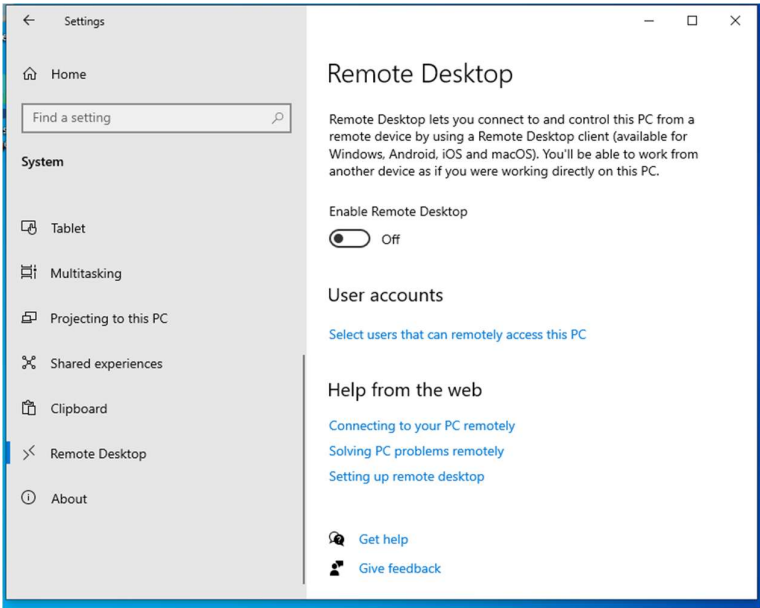 Settings
Home
Find a setting
System
Tablet
Multitasking
Projecting to this PC
Shared experiences
Clipboard
Remote Desktop
About
Remote Desktop
Remote Desktop lets you connect to and control this PC from a
remote device by using a Remote Desktop client (available for
Windows, Android, iOS and macOS). You'll be able to work from
another device as if you were working directly on this PC.
Enable Remote Desktop
Off
User accounts
Select users that can remotely access this PC
Help from the web
Connecting to your PC remotely
Solving PC problems remotely
Setting up remote desktop
Get help
Give feedback